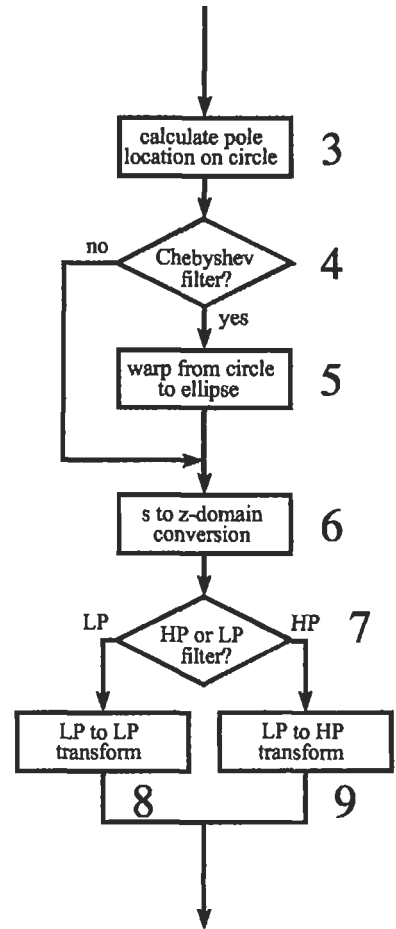 calculate pole
location on circle
3
Chebyshev
filter?
4
no
yes
warp from circle
to ellipse
5
s to z-domain
conversion
6
LP
HP or LP
filter?
HP
7
LP to LP
transform
LP to HP
transform
8
9